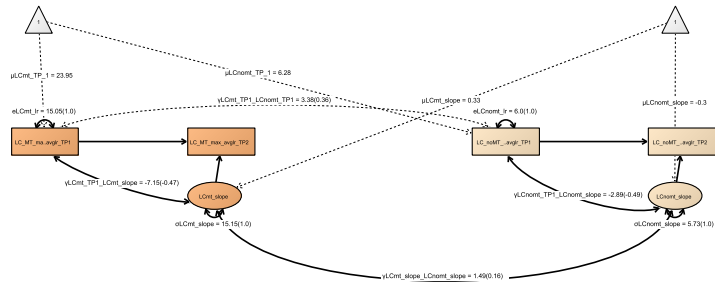 1
1
μLCmt_TP_1 = 23.95
μLCnomt_TP_1 = 6.28
γLCmt_TP1_LCnomt_TP1 = 3.38(0.36)
μLCmt_slope = 0.33
μLCnomt_slope = -0.3
eLCmt_lr = 15.05(1.0)
eLCnomt_lr = 6.0(1.0)
LC_MT_ma..avglr_TP1
LC_MT_max_avglr_TP2
LC_noMT_...avglr_TP1
LC_noMT_...avglr_TP2
γLCmt_TP1_LCmt_slope = -7.15(-0.47)
LCmt_slope
γLCnomt_TP1_LCnomt_slope = -2.89(-0.49)
LCnomt_slope
σLCmt_slope = 15.15(1.0)
σLCnomt_slope = 5.73(1.0)
γLCmt_slope_LCnomt_slope = 1.49(0.16)